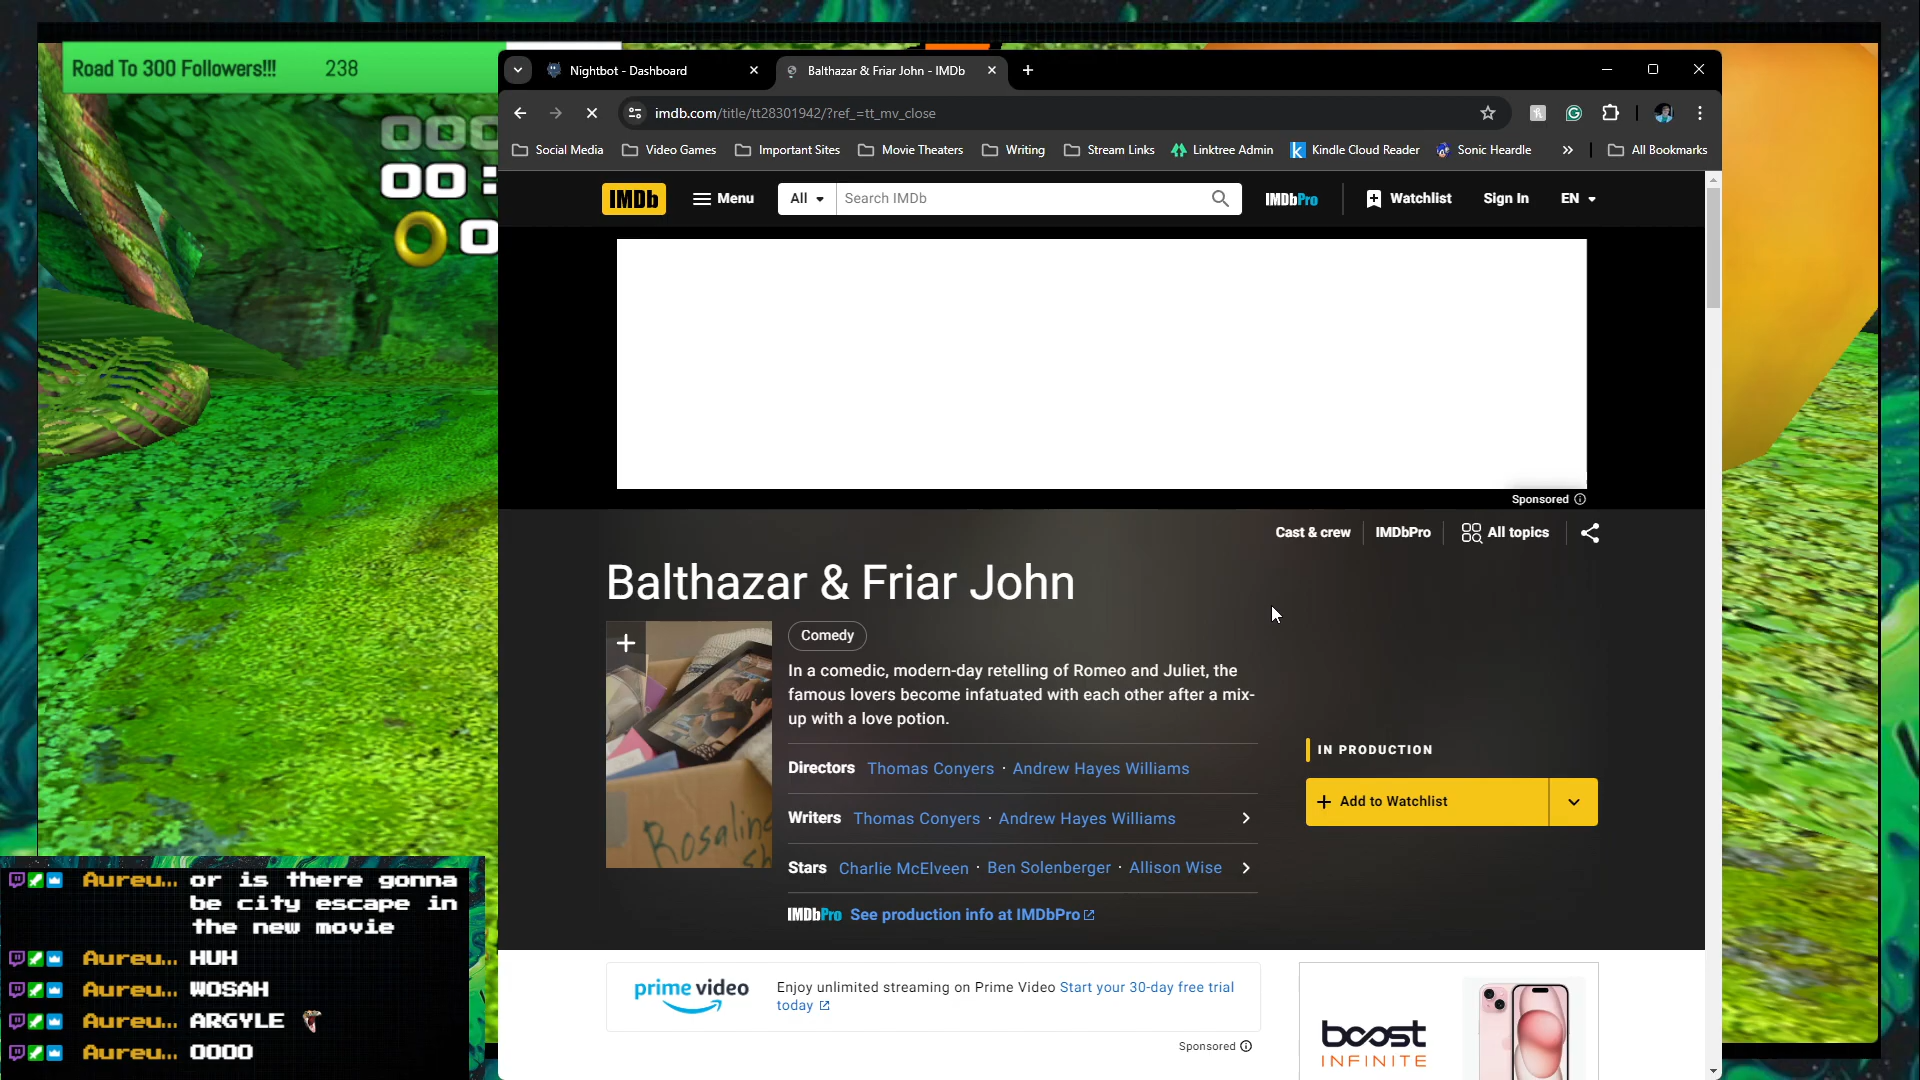 Road To 300 Followers!!! 238
Nightbot - Dashboard
Balthazar & Friar John - IMDb
imdb.com/title/tt28301942/?ref_=tt_mv_close
Social Media
Video Games
Important Sites
Movie Theaters
Writing
Stream Links
Linktree Admin
Kindle Cloud Reader
Sonic Heardle
All Bookmarks
IMDb
Menu
All
Search IMDb
IMDbPro
Watchlist
Sign In
EN
000
00:
0
Sponsored
Cast & crew
IMDbPro
All topics
Balthazar & Friar John
Comedy
In a comedic, modern-day retelling of Romeo and Juliet, the
famous lovers become infatuated with each other after a mix-
up with a love potion.
Directors Thomas Conyers · Andrew Hayes Williams
Writers Thomas Conyers · Andrew Hayes Williams
Stars Charlie McElveen · Ben Solenberger · Allison Wise
IMDbPro See production info at IMDbPro
IN PRODUCTION
+ Add to Watchlist
prime video
Enjoy unlimited streaming on Prime Video Start your 30-day free trial
today
Sponsored
boost
INFINITE
Aureu... or is there gonna
be city escape in
the new movie
Aureu... HUH
Aureu... WOSAH
Aureu... ARGYLE
Aureu... OOOO